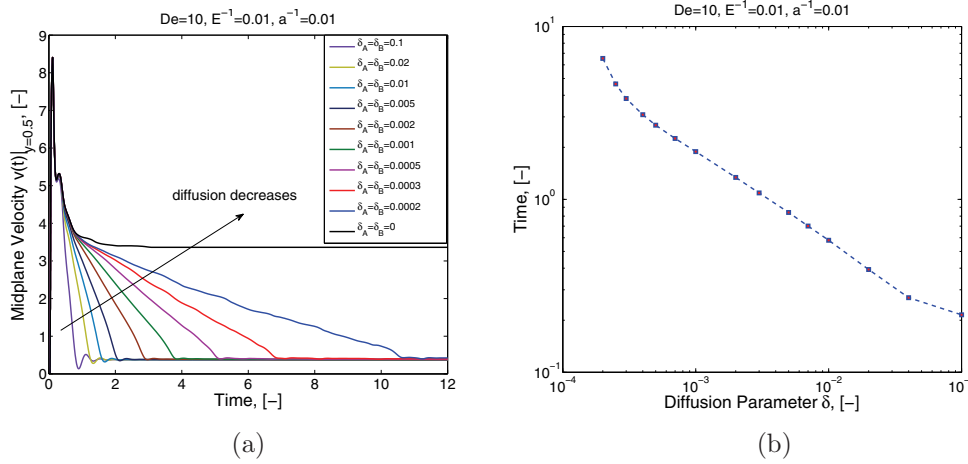 De=10, E⁻¹=0.01, a⁻¹=0.01
Midplane Velocity v(t)|y=0.5, [−]
9
8
7
6
5
4
3
2
1
0
δA=δB=0.1
δA=δB=0.02
δA=δB=0.01
δA=δB=0.005
δA=δB=0.002
δA=δB=0.001
δA=δB=0.0005
δA=δB=0.0003
δA=δB=0.0002
δA=δB=0
diffusion decreases
0 2 4 6 8 10 12
Time, [−]
(a)
De=10, E⁻¹=0.01, a⁻¹=0.01
Time, [−]
10¹
10⁰
10⁻¹
10⁻⁴ 10⁻³ 10⁻² 10⁻
Diffusion Parameter δ, [−]
(b)